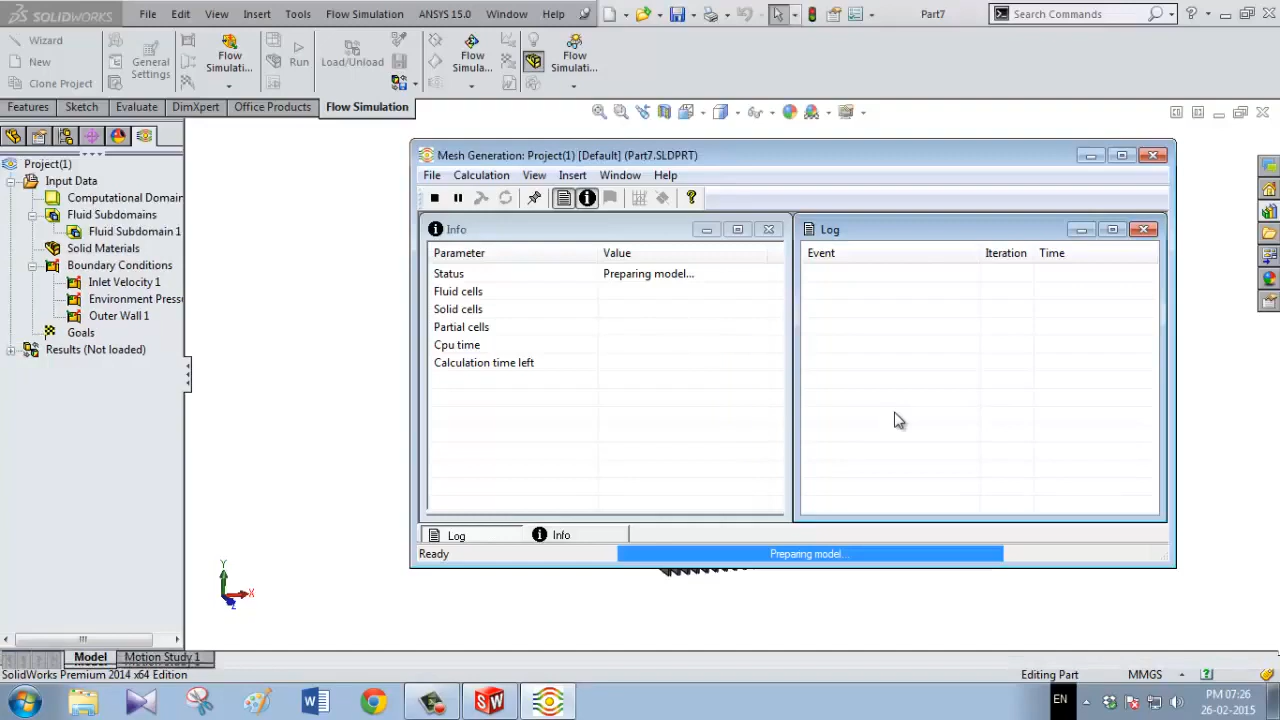 SOLIDWORKS File Edit View Insert Tools Flow Simulation ANSYS 15.0 Window Help Part7 Search Commands
Wizard
New
Clone Project
General Settings
Flow Simulati...
Run
Load/Unload
Flow Simula...
Flow Simulati...
Features Sketch Evaluate DimXpert Office Products Flow Simulation
Project(1)
Input Data
Computational Domain
Fluid Subdomains
Fluid Subdomain 1
Solid Materials
Boundary Conditions
Inlet Velocity 1
Environment Press
Outer Wall 1
Goals
Results (Not loaded)
Mesh Generation: Project(1) [Default] (Part7.SLDPRT)
File Calculation View Insert Window Help
Info
Parameter Value
Status Preparing model...
Fluid cells
Solid cells
Partial cells
Cpu time
Calculation time left
Log
Event Iteration Time
Log Info
Ready Preparing model...
Y
X
Z
Model Motion Study 1
SolidWorks Premium 2014 x64 Edition Editing Part MMGS
EN
PM 07:26
26-02-2015